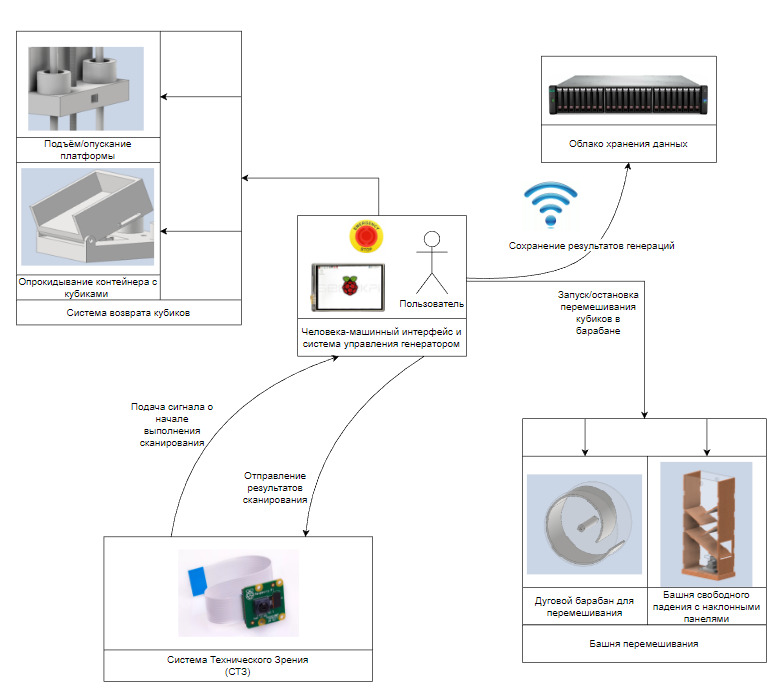 Подъём/опускание
платформы
Опрокидывание контейнера с
кубиками
Система возврата кубиков
EMERGENCY
STOP
Пользователь
Человека-машинный интерфейс и
система управления генератором
Облако хранения данных
Сохранение результатов генераций
Запуск/остановка
перемешивания
кубиков в
барабане
Подача сигнала о
начале
выполнения
сканирования
Отправление
результатов
сканирования
Система Технического Зрения
(СТЗ)
Дуговой барабан для
перемешивания
Башня свободного
падения с наклонными
панелями
Башня перемешивания